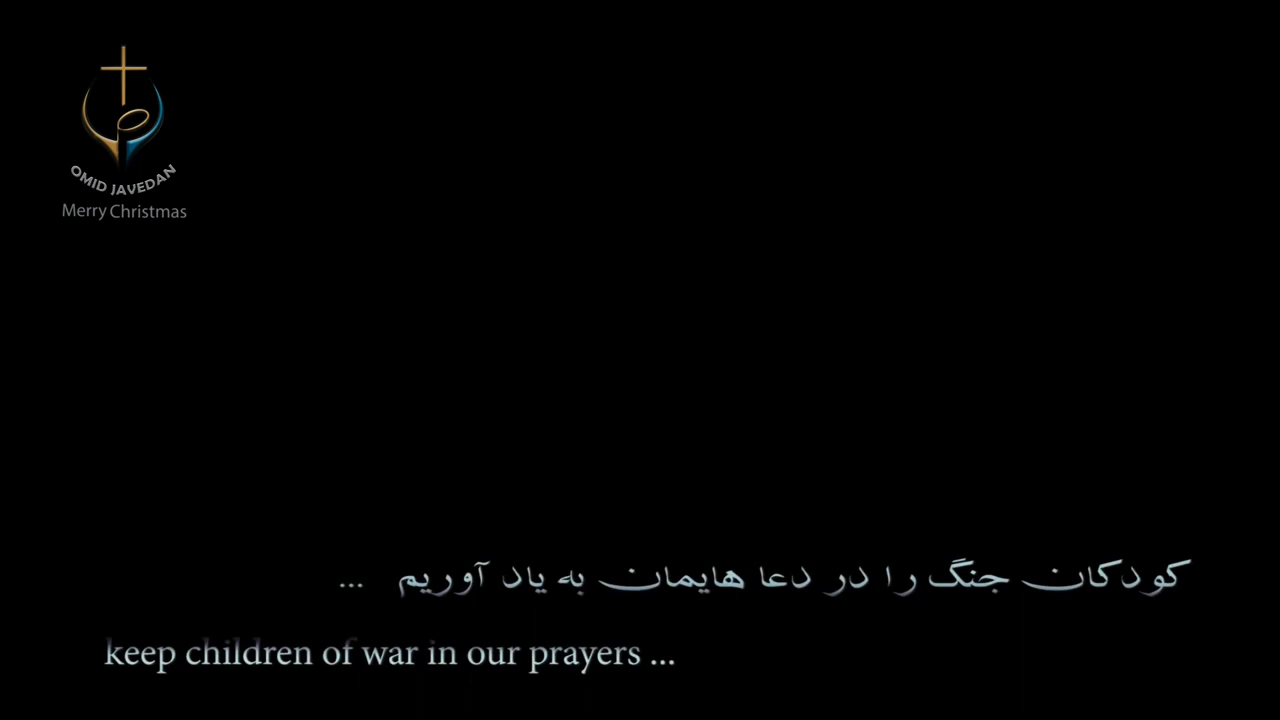 OMID JAVEDAN
Merry Christmas
کودکان جنگ را در دعا هایمان به یاد آوریم ...
keep children of war in our prayers ...